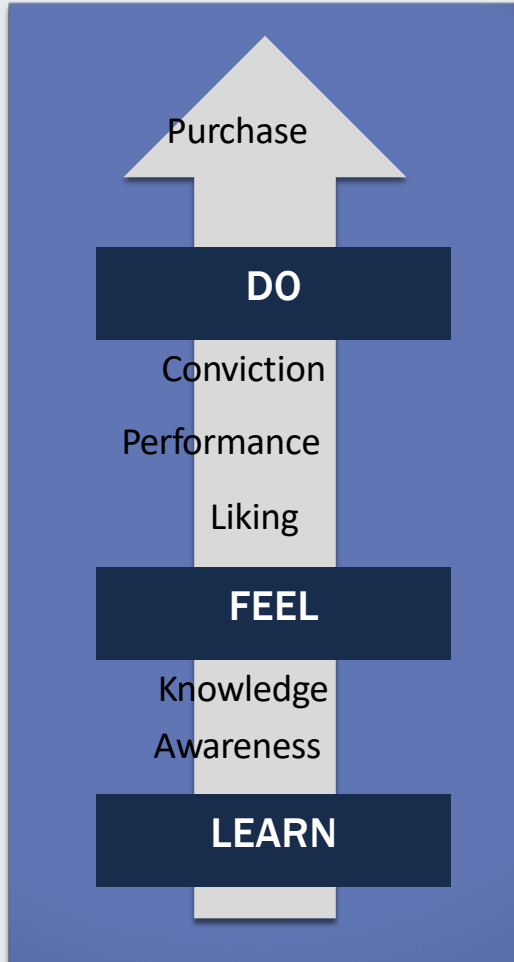 Purchase
DO
Conviction
Performance
Liking
FEEL
Knowledge
Awareness
LEARN